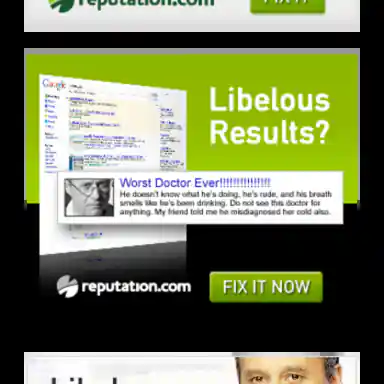 reputation.com
FIX IT
Google
Libelous
Results?
Worst Doctor Ever!!!!!!!!!!!!!!!!
He doesn't know what he's doing, he's rude, and his breath
smells like he's been drinking. Do not see this doctor for
anything. My friend told me he misdiagnosed her cold also.
reputation.com
FIX IT NOW